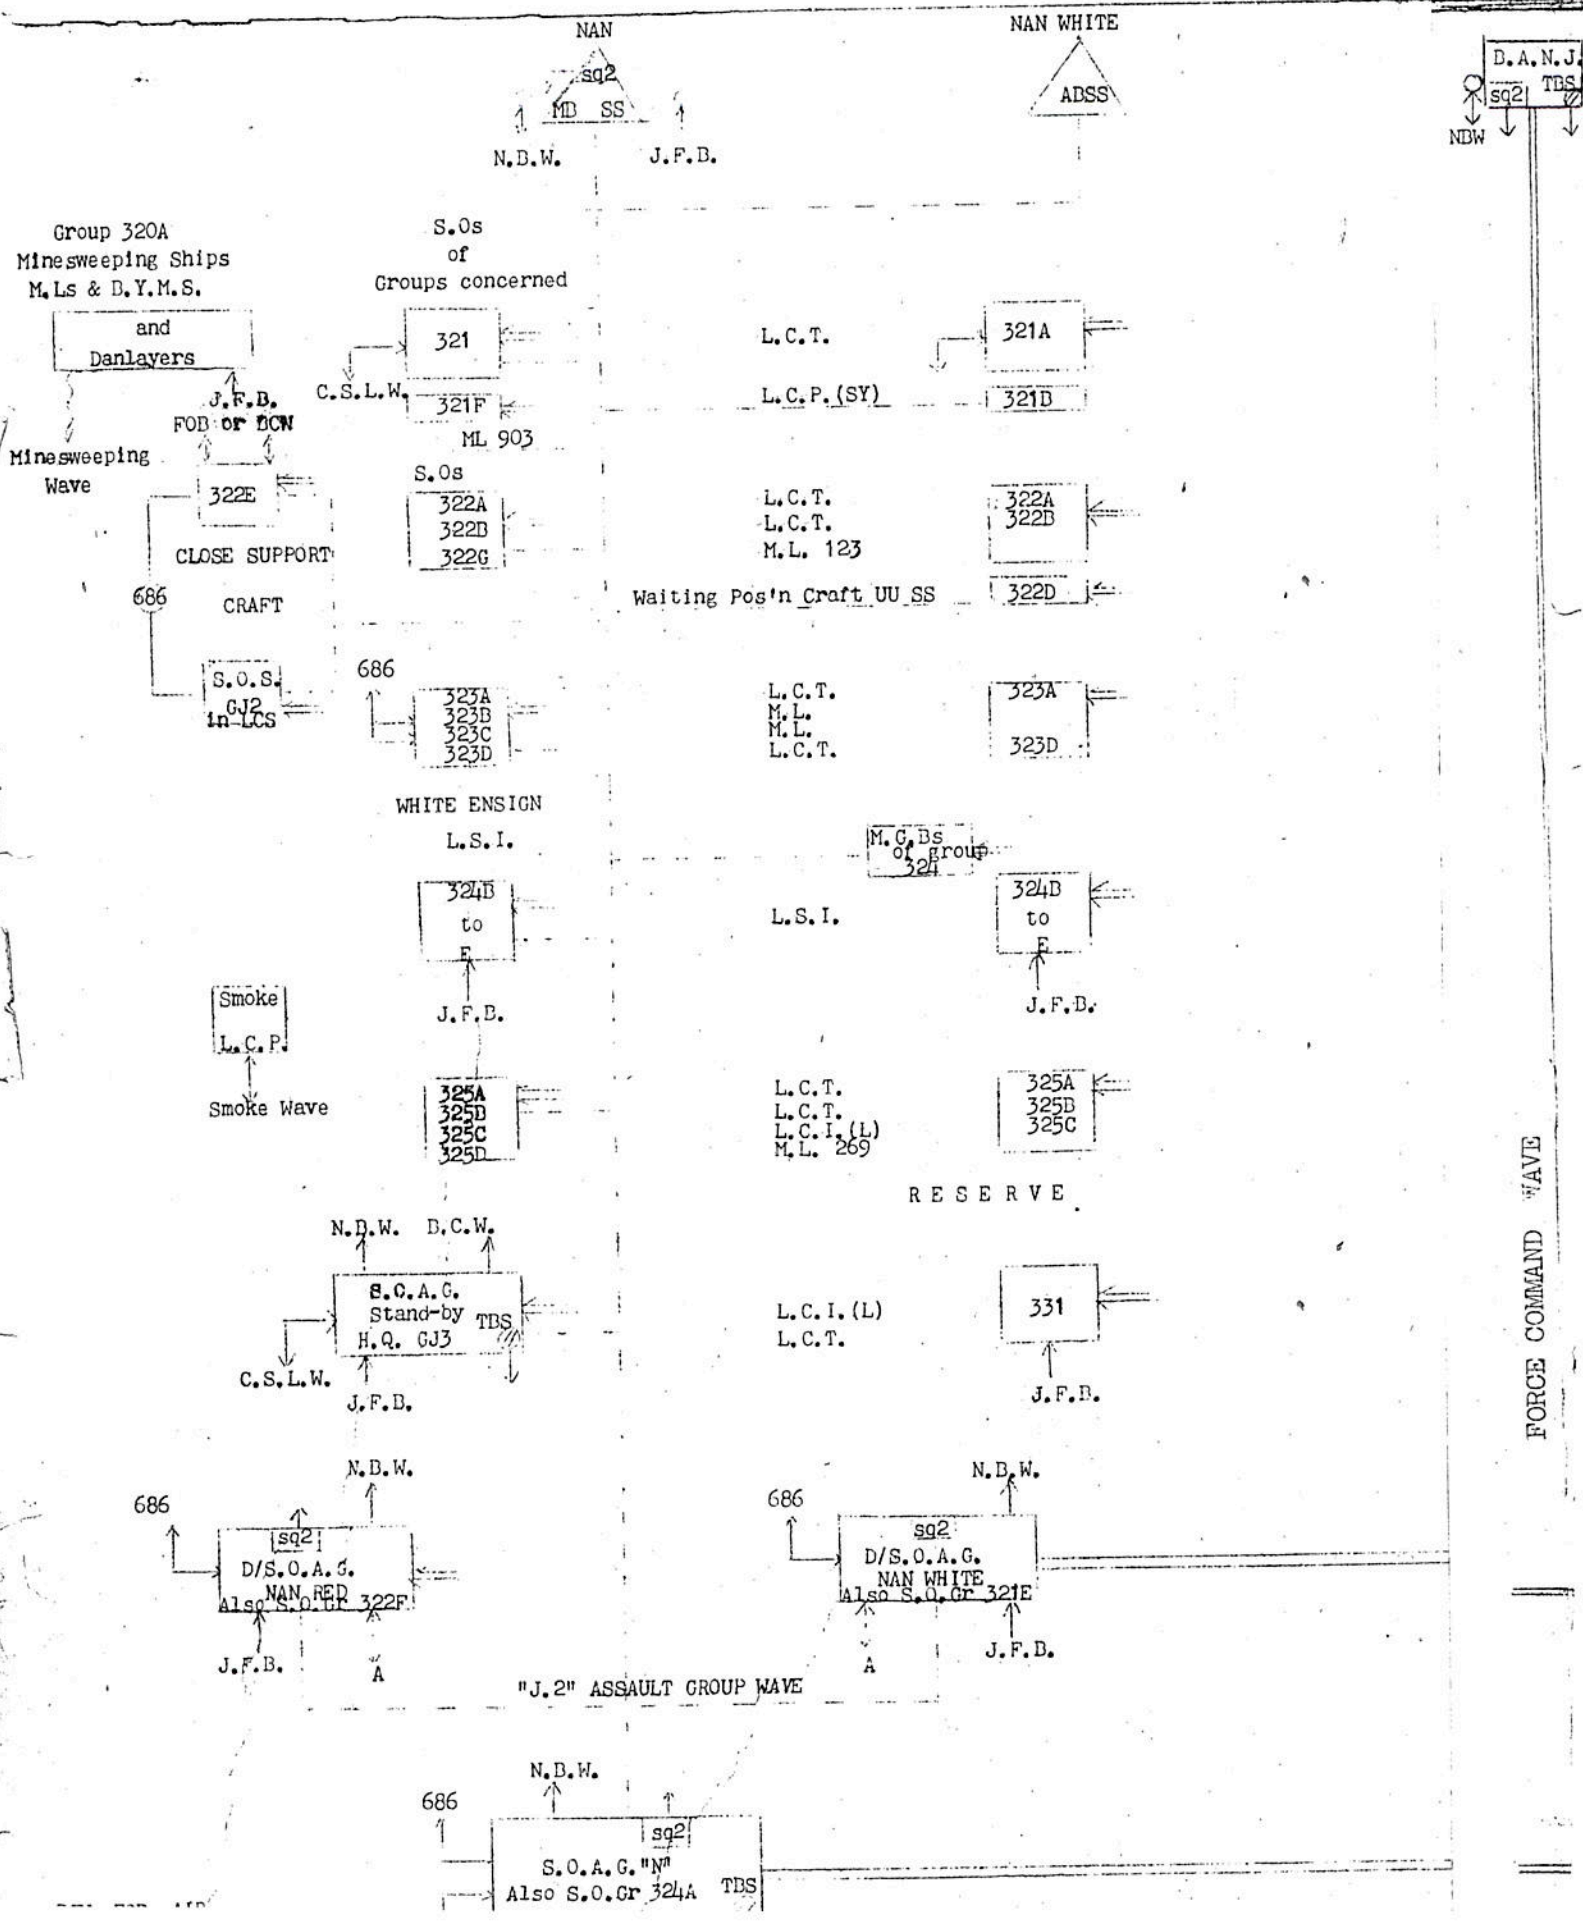 NAN
NAN WHITE
sq2
MB SS
ABSS
N.B.W.
J.F.B.
B.A.N.J.
sq2 TBS
NBW
Group 320A
Minesweeping Ships
M.Ls & B.Y.M.S.
and
Danlayers
J.F.B.
FOB or BCW
Minesweeping
Wave
322E
CLOSE SUPPORT
CRAFT
686
S.O.S.
GJ2
in LCS
S.Os
of
Groups concerned
321
C.S.L.W.
321F
ML 903
S.Os
322A
322B
322G
686
323A
323B
323C
323D
WHITE ENSIGN
L.S.I.
324B
to
E
J.F.B.
Smoke
L.C.P.
Smoke Wave
325A
325B
325C
325D
L.C.T.
321A
L.C.P.(SY)
321B
L.C.T.
L.C.T.
M.L. 123
322A
322B
Waiting Pos'n Craft UU SS
322D
L.C.T.
M.L.
M.L.
L.C.T.
323A
323D
M.G.Bs
of group
324
L.S.I.
324B
to
E
J.F.B.
L.C.T.
L.C.T.
L.C.I.(L)
M.L. 269
325A
325B
325C
RESERVE
N.B.W. B.C.W.
S.O.A.G.
Stand-by TBS
H.Q. GJ3
C.S.L.W.
J.F.B.
L.C.I.(L)
L.C.T.
331
J.F.B.
FORCE COMMAND WAVE
N.B.W.
686
sq2
D/S.O.A.G.
NAN RED
Also S.O.Gr 322F
J.F.B.
A
N.B.W.
686
sq2
D/S.O.A.G.
NAN WHITE
Also S.O.Gr 321E
A
J.F.B.
"J.2" ASSAULT GROUP WAVE
N.B.W.
686
sq2
S.O.A.G."N"
Also S.O.Gr 324A TBS